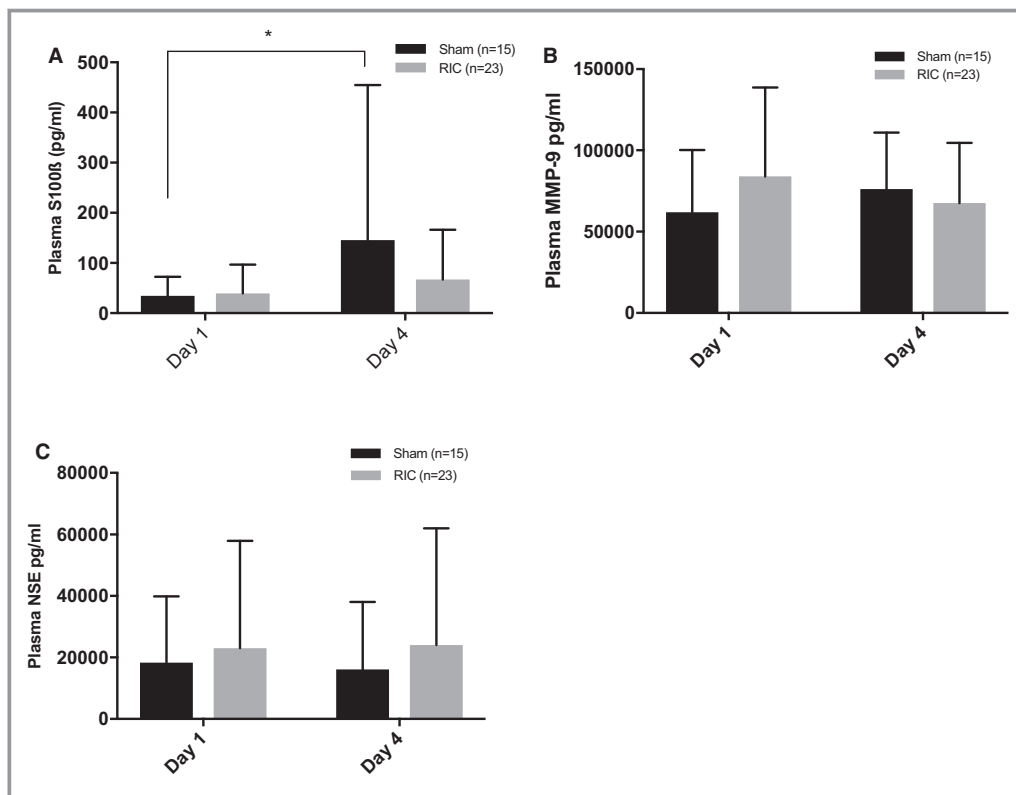 A
*
Sham (n=15)
RIC (n=23)
Plasma S100ß (pg/ml)
500
400
300
200
100
0
Day 1
Day 4
B
Sham (n=15)
RIC (n=23)
Plasma MMP-9 pg/ml
150000
100000
50000
0
Day 1
Day 4
C
Sham (n=15)
RIC (n=23)
Plasma NSE pg/ml
80000
60000
40000
20000
0
Day 1
Day 4